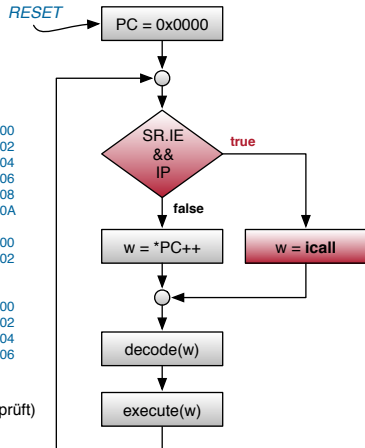 RESET
PC = 0x0000
SR.IE
&&
IP
true
false
w = *PC++
w = icall
decode(w)
execute(w)
00
02
04
06
08
0A
00
02
00
02
04
06
prüft)